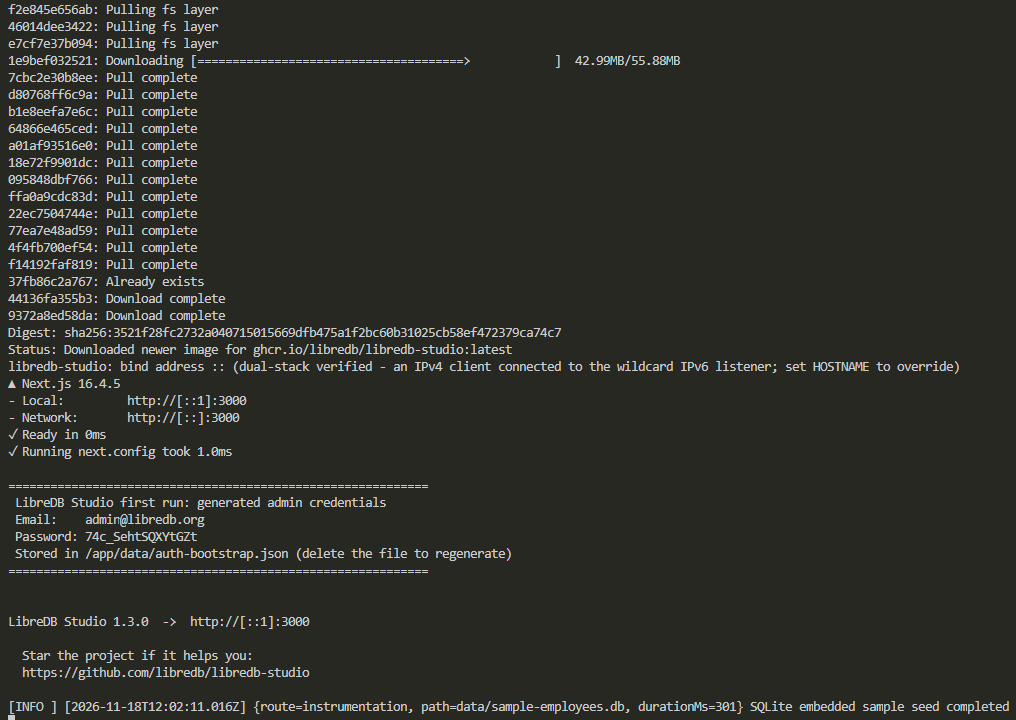 f2e845e656ab: Pulling fs layer
46014dee3422: Pulling fs layer
e7cf7e37b094: Pulling fs layer
1e9bef032521: Downloading [======================================>            ]  42.99MB/55.88MB
7cbc2e30b8ee: Pull complete
d80768ff6c9a: Pull complete
b1e8eefa7e6c: Pull complete
64866e465ced: Pull complete
a01af93516e0: Pull complete
18e72f9901dc: Pull complete
095848dbf766: Pull complete
ffa0a9cdc83d: Pull complete
22ec7504744e: Pull complete
77ea7e48ad59: Pull complete
4f4fb700ef54: Pull complete
f14192faf819: Pull complete
37fb86c2a767: Already exists
44136fa355b3: Download complete
9372a8ed58da: Download complete
Digest: sha256:3521f28fc2732a040715015669dfb475a1f2bc60b31025cb58ef472379ca74c7
Status: Downloaded newer image for ghcr.io/libredb/libredb-studio:latest
libredb-studio: bind address :: (dual-stack verified - an IPv4 client connected to the wildcard IPv6 listener; set HOSTNAME to override)
▲ Next.js 16.4.5
- Local:         http://[::1]:3000
- Network:       http://[::]:3000
✓ Ready in 0ms
✓ Running next.config took 1.0ms
============================================================
LibreDB Studio first run: generated admin credentials
Email:    admin@libredb.org
Password: 74c_SehtSQXYtGZt
Stored in /app/data/auth-bootstrap.json (delete the file to regenerate)
============================================================
LibreDB Studio 1.3.0  ->  http://[::1]:3000
Star the project if it helps you:
https://github.com/libredb/libredb-studio
[INFO ] [2026-11-18T12:02:11.016Z] {route=instrumentation, path=data/sample-employees.db, durationMs=301} SQLite embedded sample seed completed